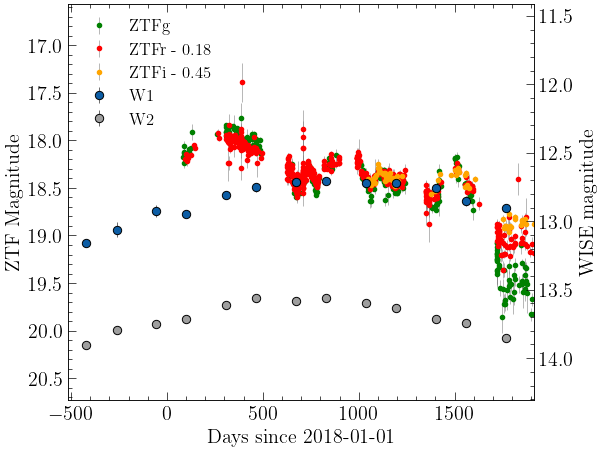 ZTFg
ZTFr - 0.18
ZTFi - 0.45
W1
W2
17.0
17.5
18.0
18.5
19.0
19.5
20.0
20.5
ZTF Magnitude
11.5
12.0
12.5
13.0
13.5
14.0
WISE magnitude
−500
0
500
1000
1500
Days since 2018-01-01